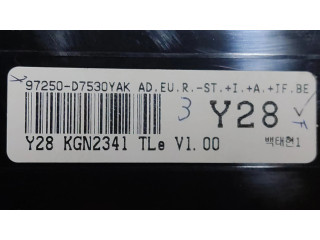 97250-D7530YAK AD.EU.R.-ST.+I.+A.+IF.BE
3 Y28
Y28 KGN2341 TLe V1.00 백태현1